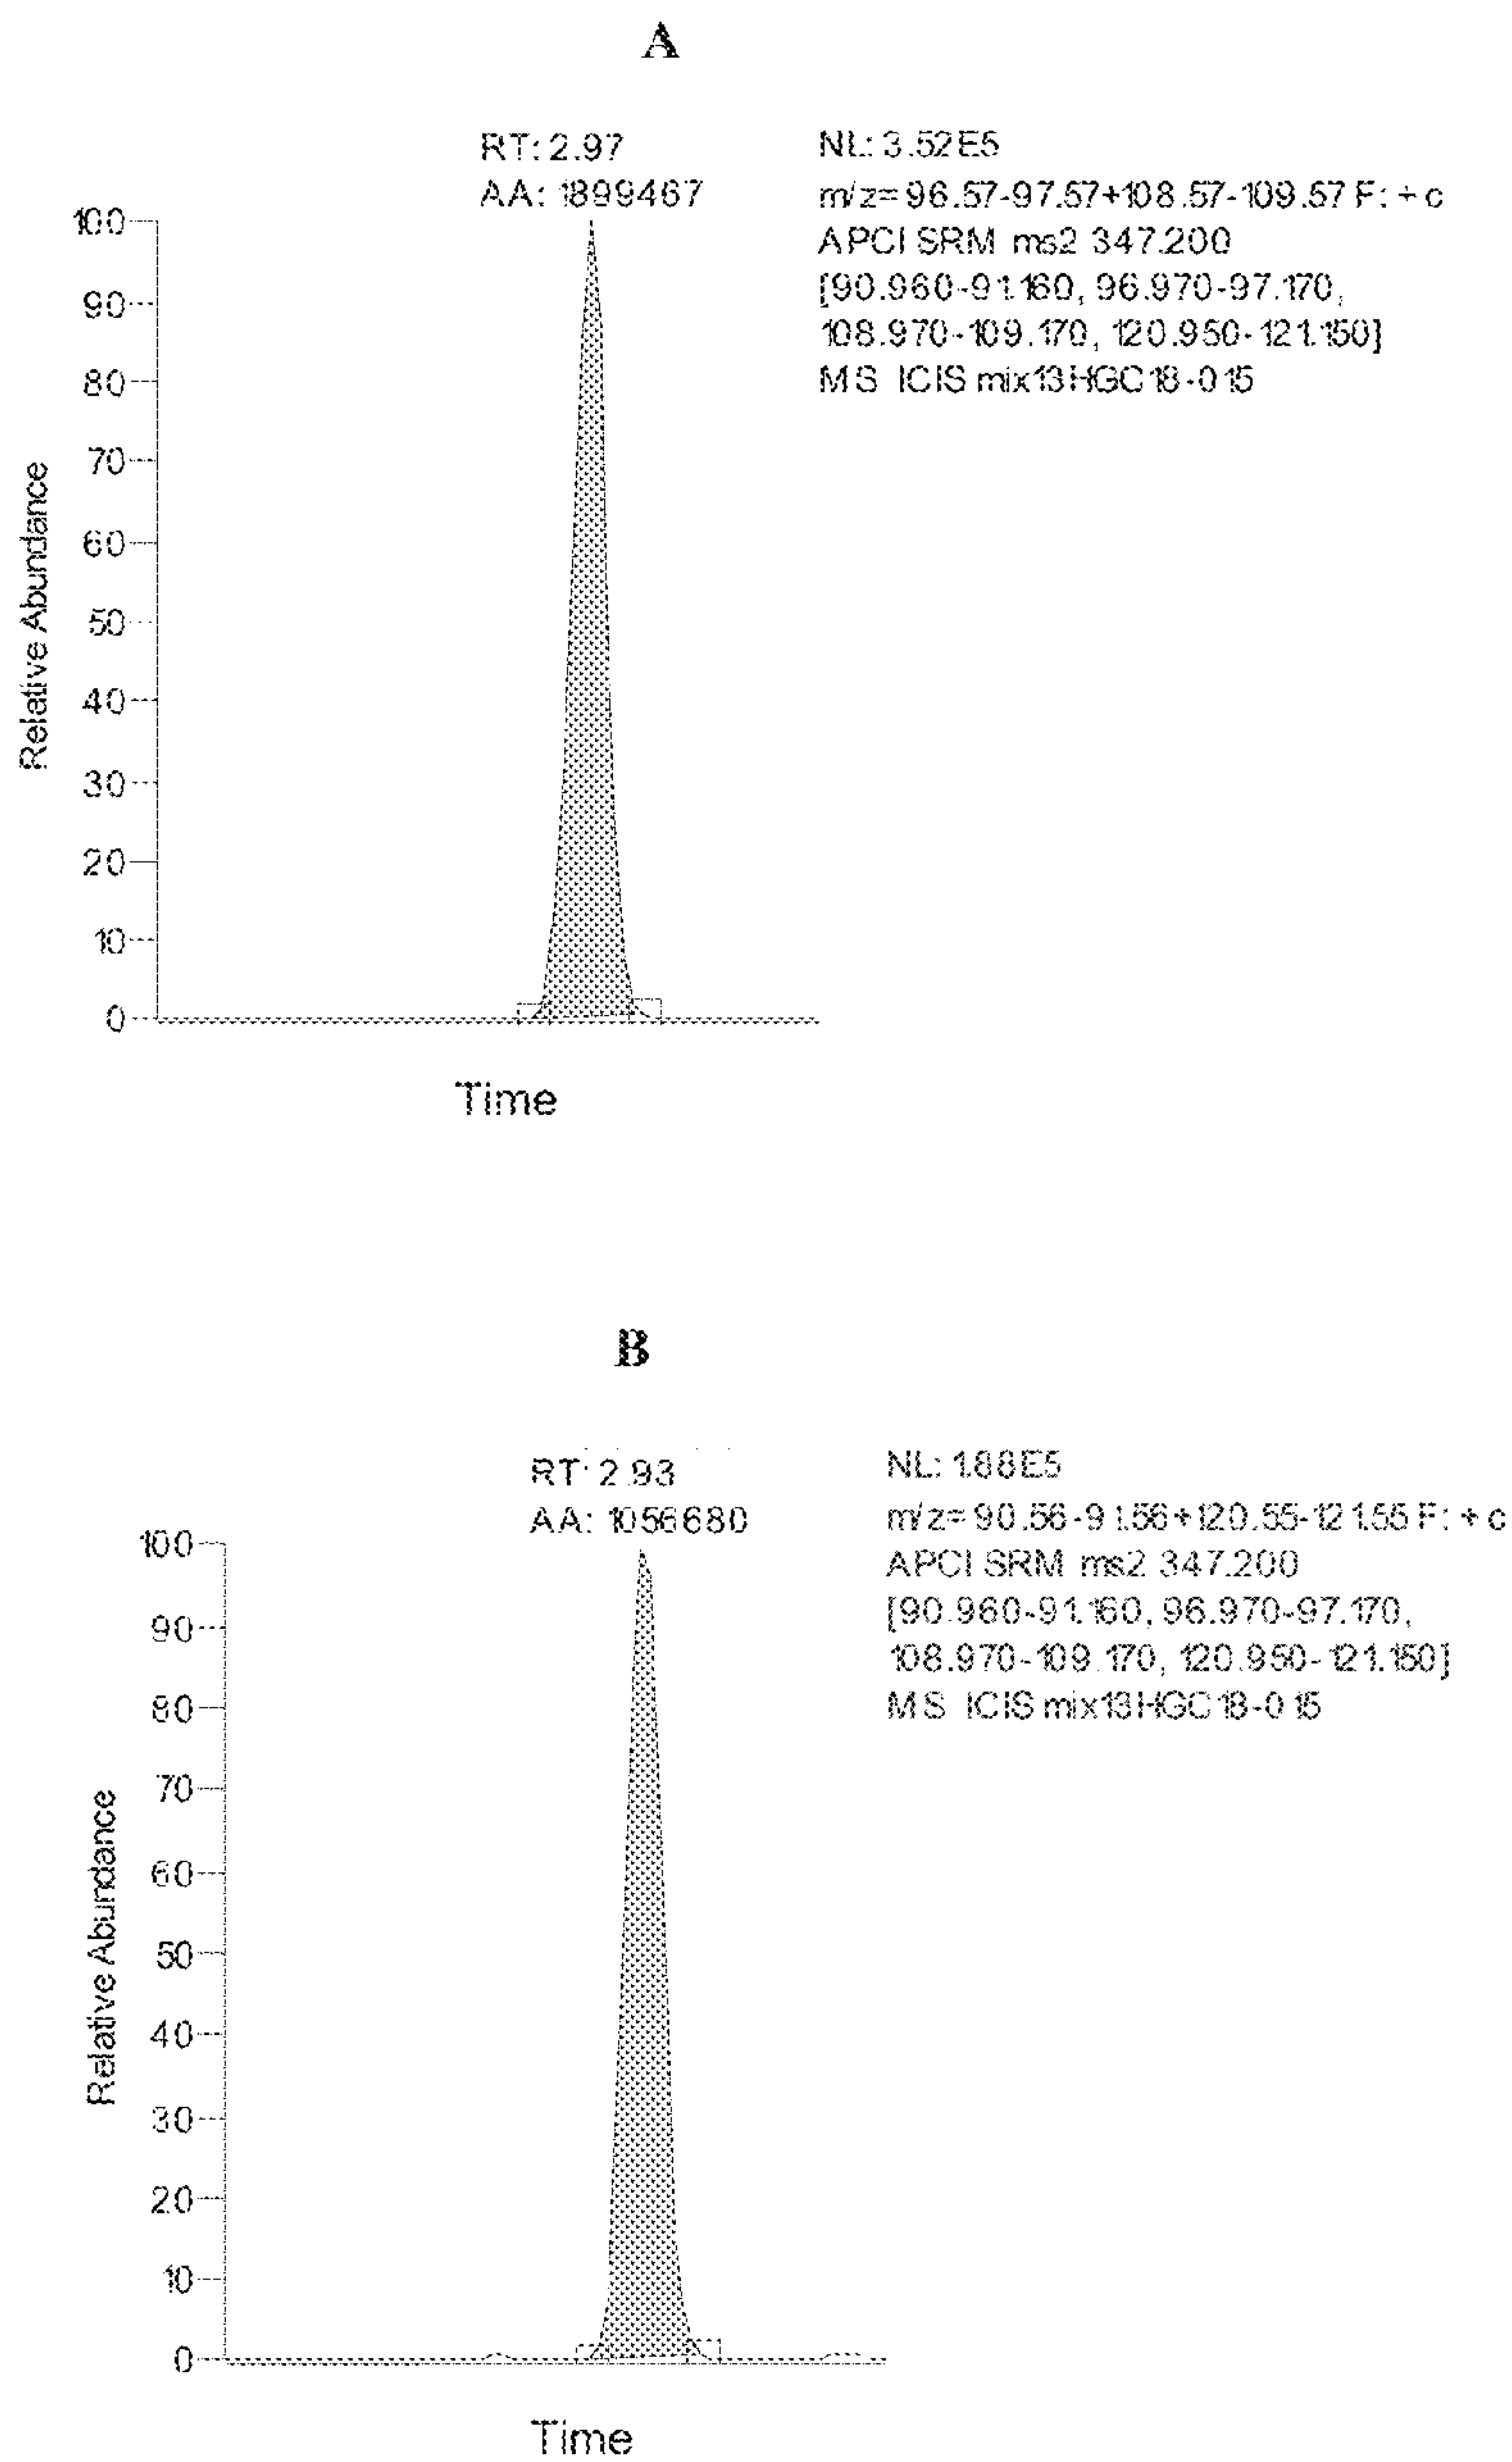 A
RT: 2.97
AA: 1899467
NL: 3.52E5
m/z= 96.57-97.57+108.57-109.57 F: + c
APCI SRM ms2 347.200
[90.960-91.160, 96.970-97.170,
108.970-109.170, 120.950-121.150]
MS ICIS mix13HGC18-015
100
90
80
70
60
50
40
30
20
10
0
Relative Abundance
Time
B
RT: 2.93
AA: 1056680
NL: 1.88E5
m/z= 90.56-91.56+120.55-121.55 F: + c
APCI SRM ms2 347.200
[90.960-91.160, 96.970-97.170,
108.970-109.170, 120.950-121.150]
MS ICIS mix13HGC18-015
100
90
80
70
60
50
40
30
20
10
0
Relative Abundance
Time